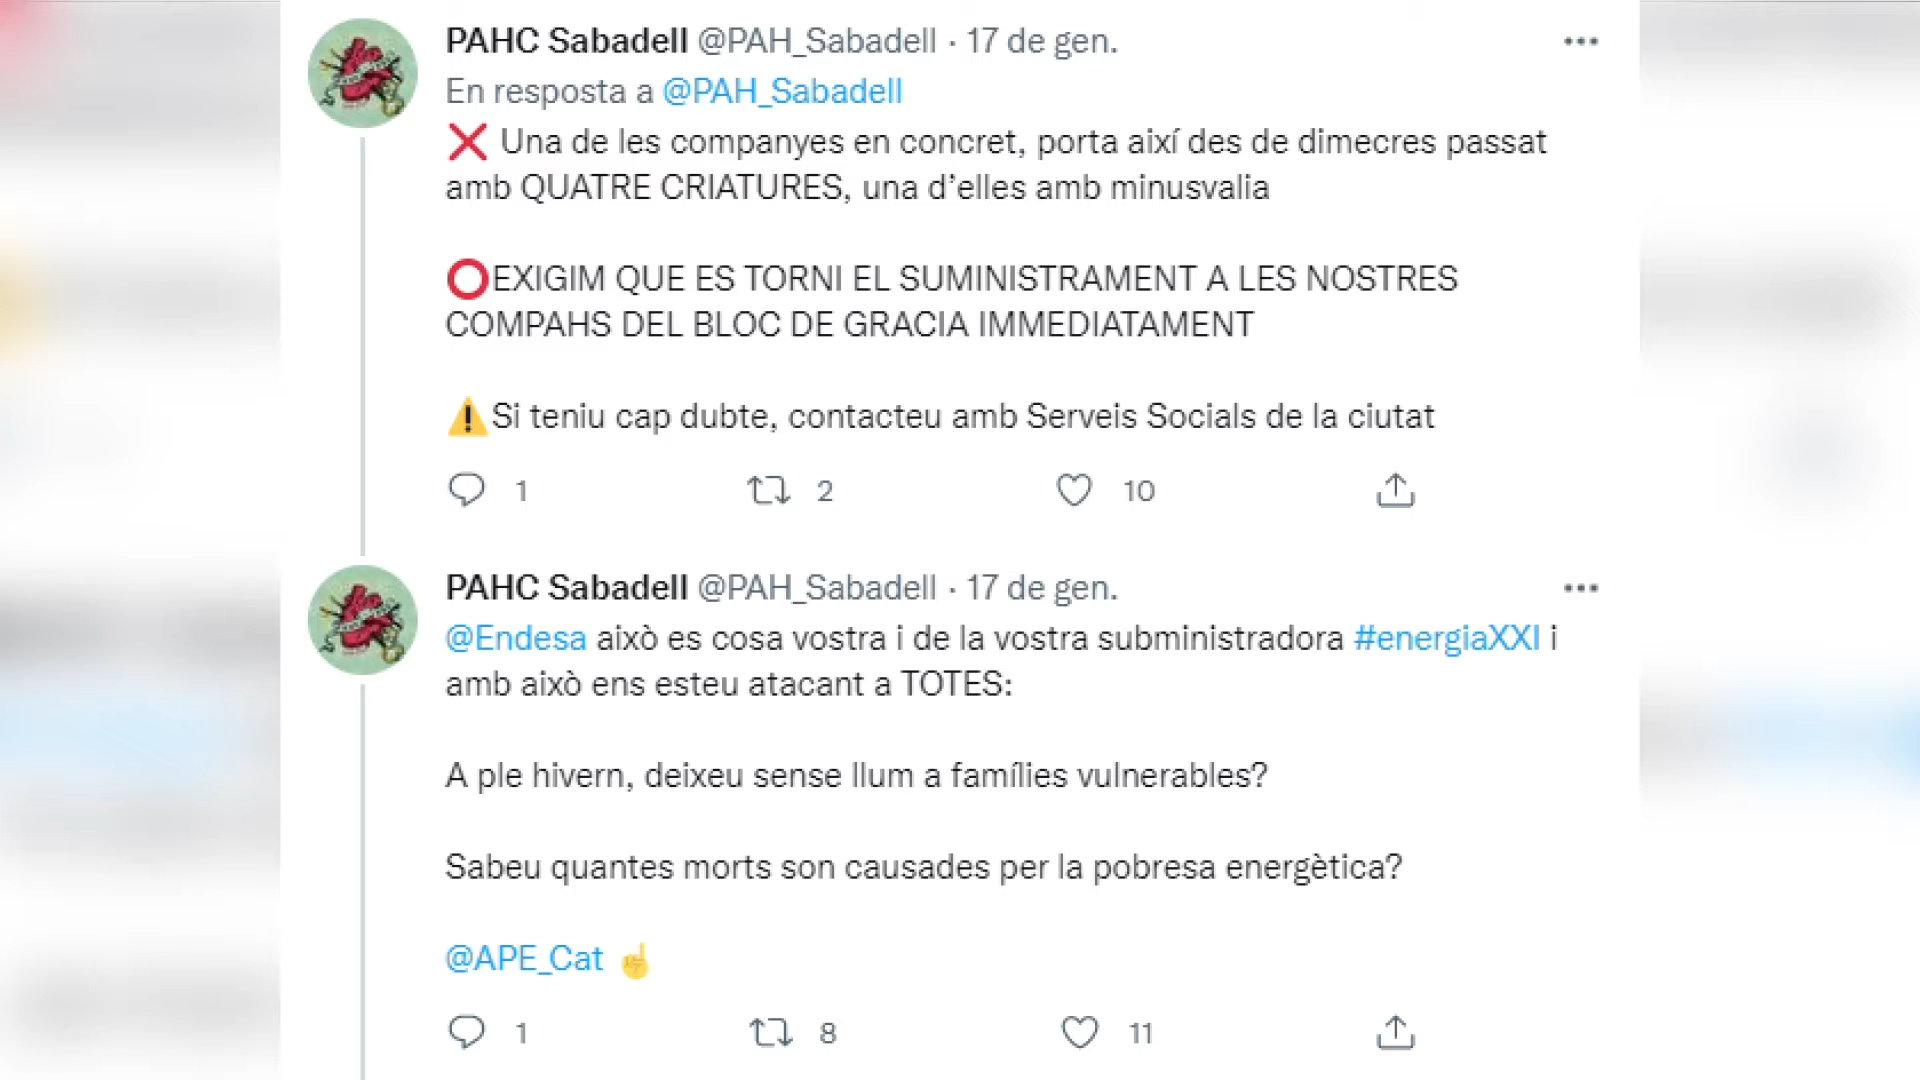 PAHC Sabadell @PAH_Sabadell · 17 de gen.
En resposta a @PAH_Sabadell
❌ Una de les companyes en concret, porta així des de dimecres passat
amb QUATRE CRIATURES, una d’elles amb minusvalia
⭕EXIGIM QUE ES TORNI EL SUMINISTRAMENT A LES NOSTRES
COMPAHS DEL BLOC DE GRACIA IMMEDIATAMENT
⚠️Si teniu cap dubte, contacteu amb Serveis Socials de la ciutat
1 2 10
PAHC Sabadell @PAH_Sabadell · 17 de gen.
@Endesa això es cosa vostra i de la vostra subministradora #energiaXXI i
amb això ens esteu atacant a TOTES:
A ple hivern, deixeu sense llum a famílies vulnerables?
Sabeu quantes morts son causades per la pobresa energètica?
@APE_Cat ☝
1 8 11